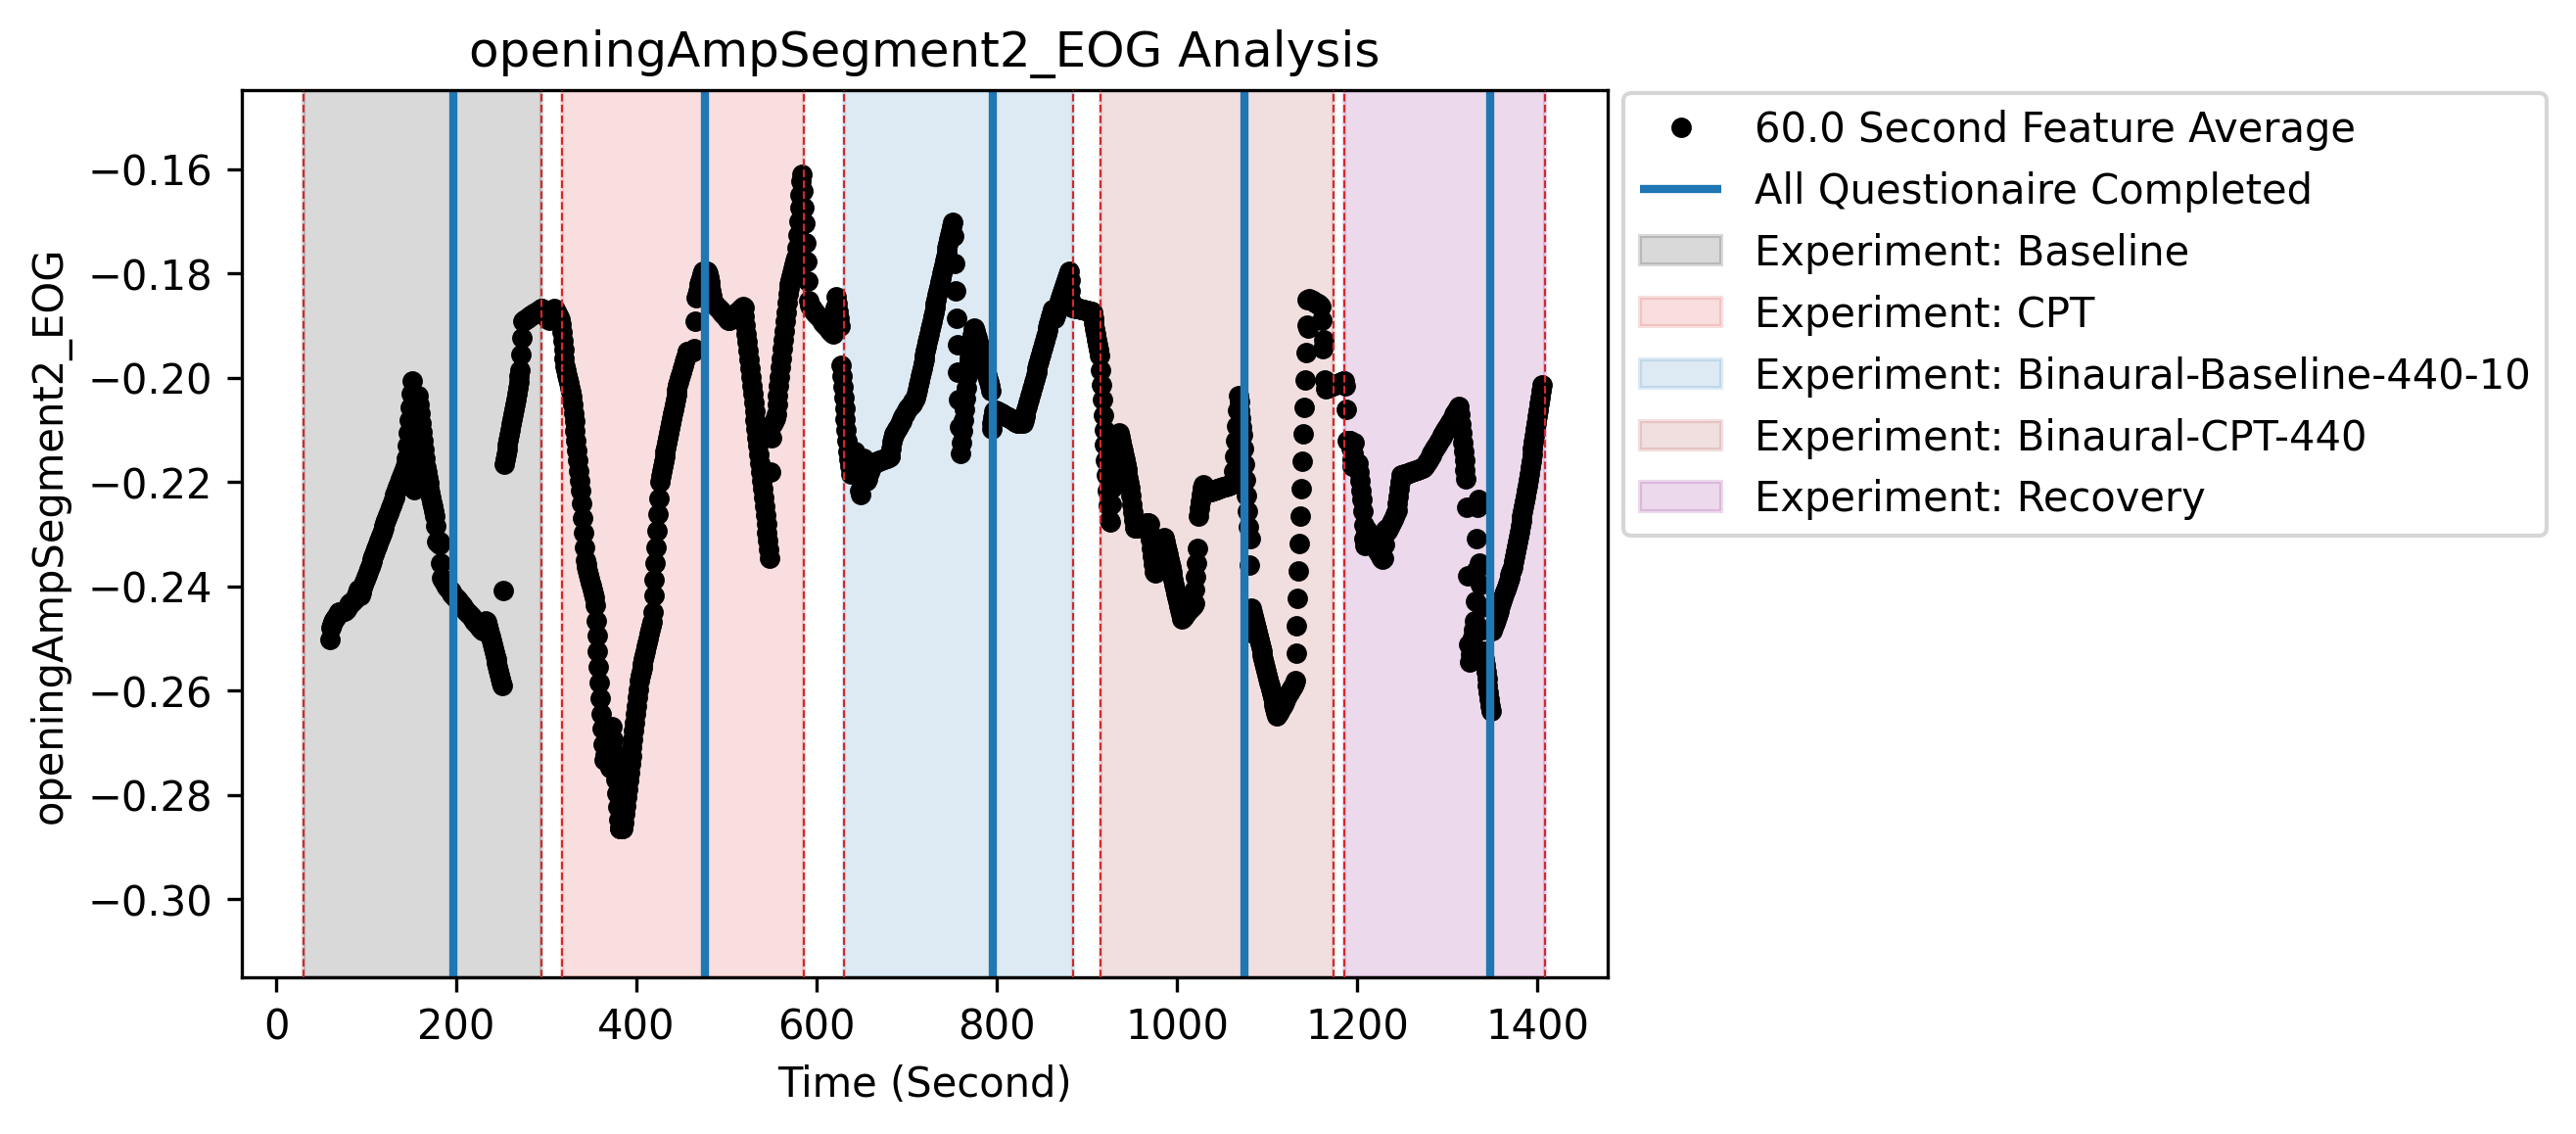 openingAmpSegment2_EOG Analysis
openingAmpSegment2_EOG
−0.16
−0.18
−0.20
−0.22
−0.24
−0.26
−0.28
−0.30
0 200 400 600 800 1000 1200 1400
Time (Second)
60.0 Second Feature Average
All Questionaire Completed
Experiment: Baseline
Experiment: CPT
Experiment: Binaural-Baseline-440-10
Experiment: Binaural-CPT-440
Experiment: Recovery